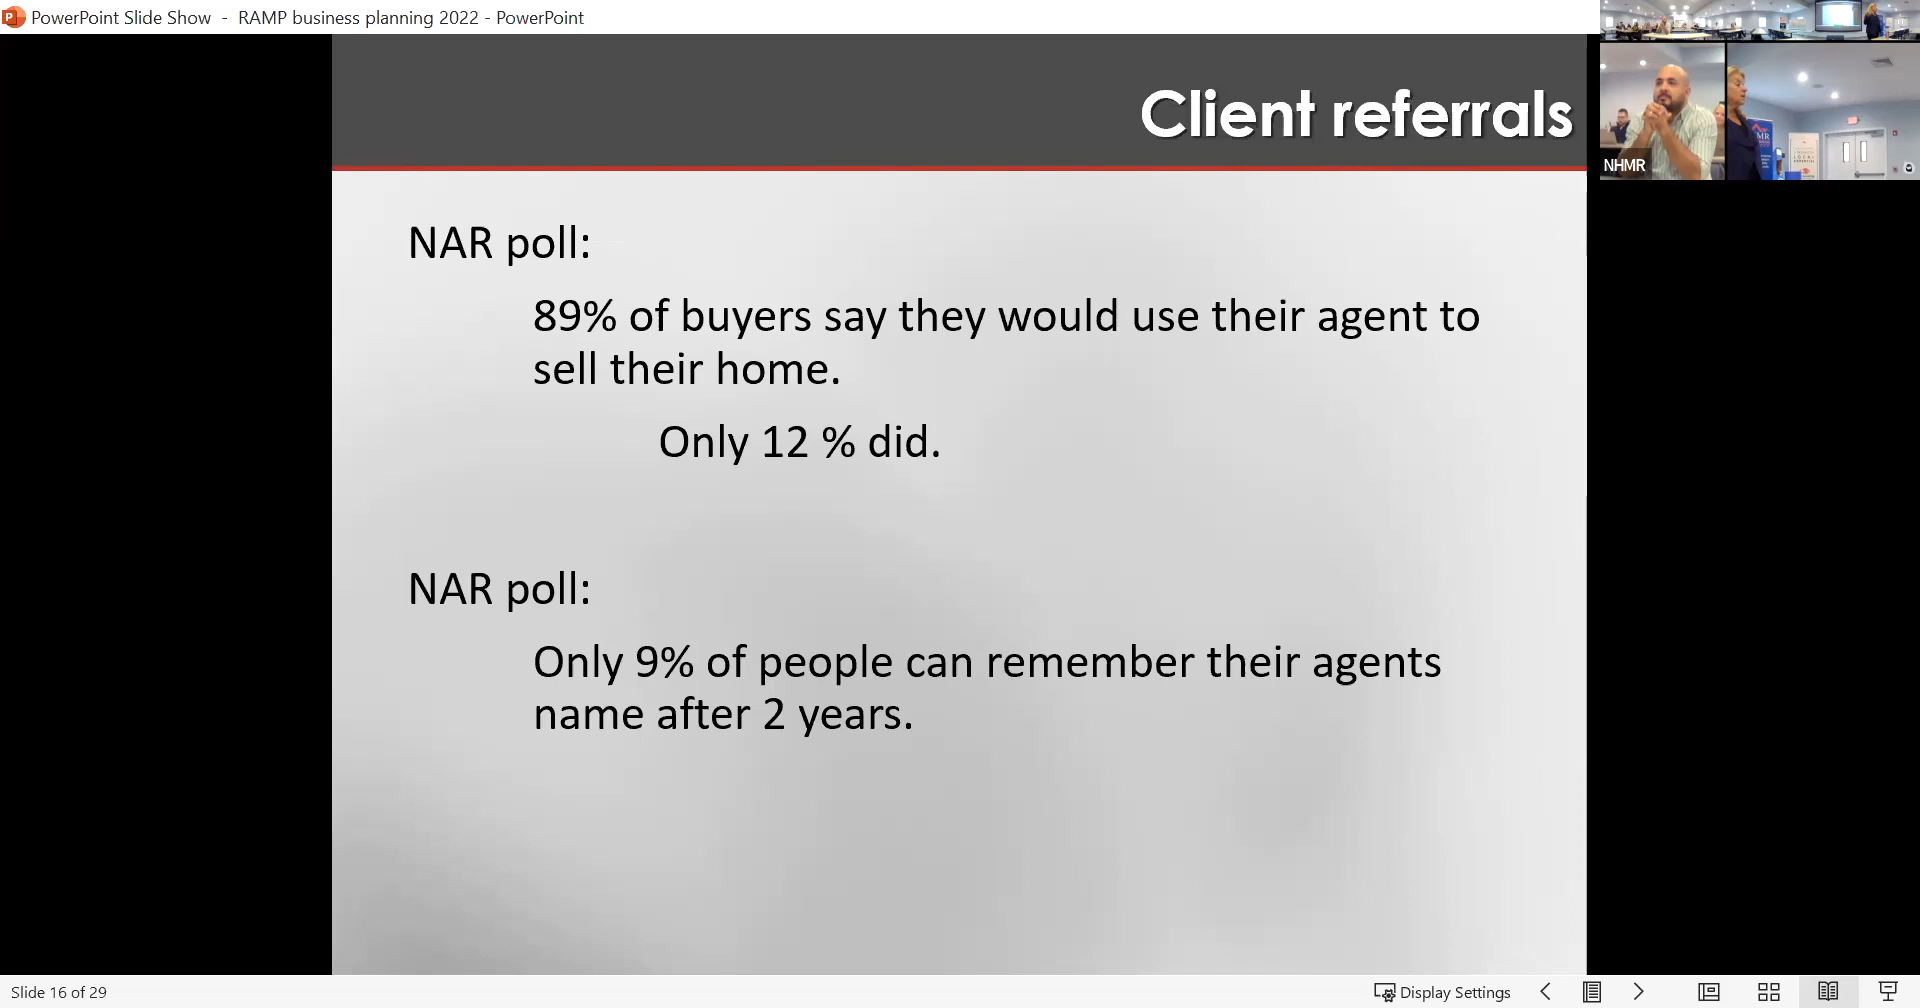 PowerPoint Slide Show - RAMP business planning 2022 - PowerPoint
Client referrals
NHMR
NAR poll:
89% of buyers say they would use their agent to
sell their home.
Only 12 % did.
NAR poll:
Only 9% of people can remember their agents
name after 2 years.
Slide 16 of 29
Display Settings